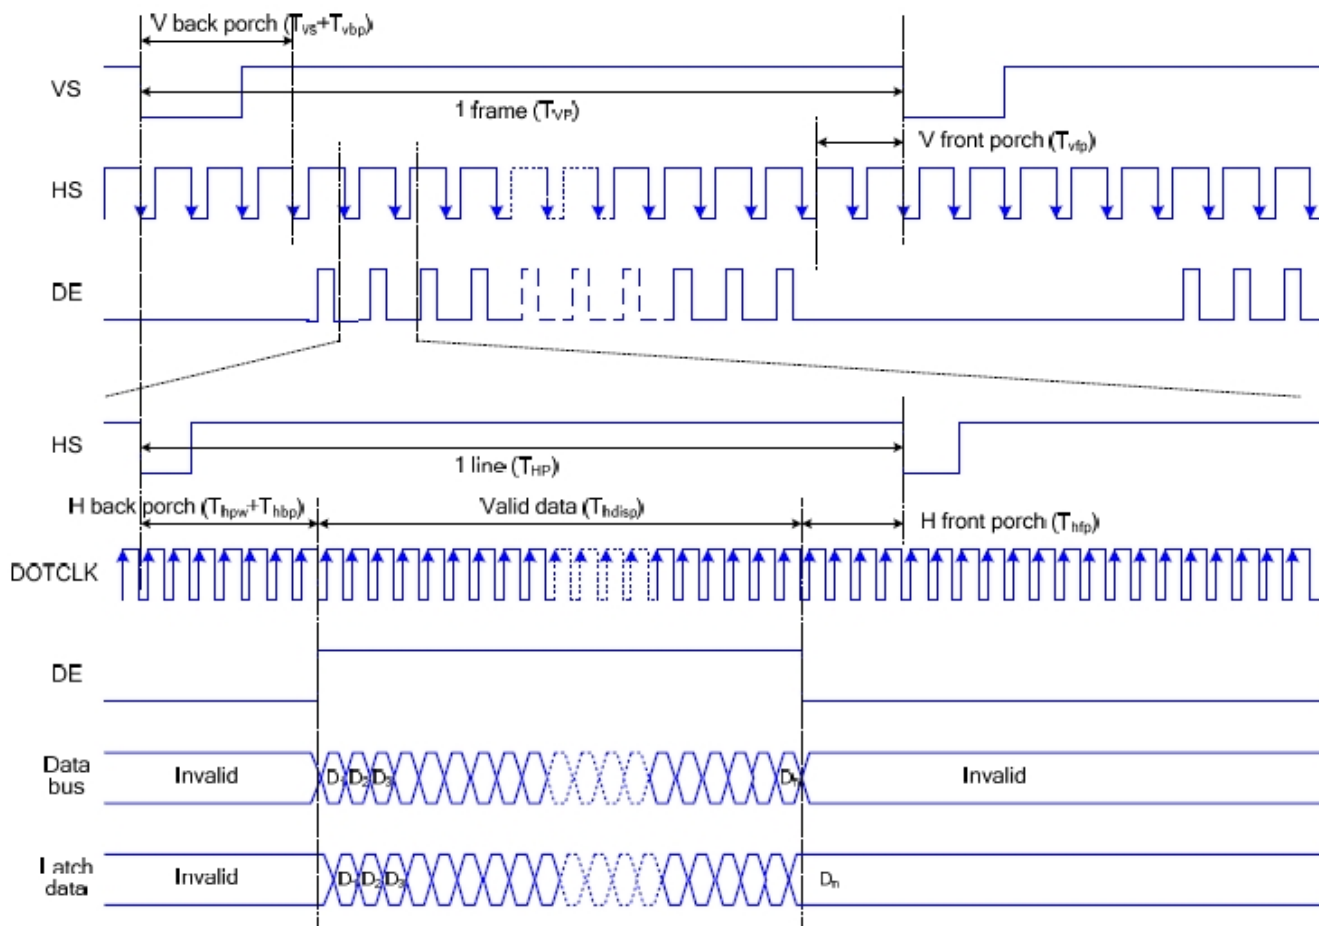 V back porch (Tvs+Tvbp)
VS
1 frame (TVP)
V front porch (Tvfp)
HS
DE
HS
1 line (THP)
H back porch (Thpw+Thbp)
Valid data (Thdisp)
H front porch (Thfp)
DOTCLK
DE
Data
bus
Invalid
D1 D2 D3
Dn
Invalid
Latch
data
Invalid
D1 D2 D3
Dn